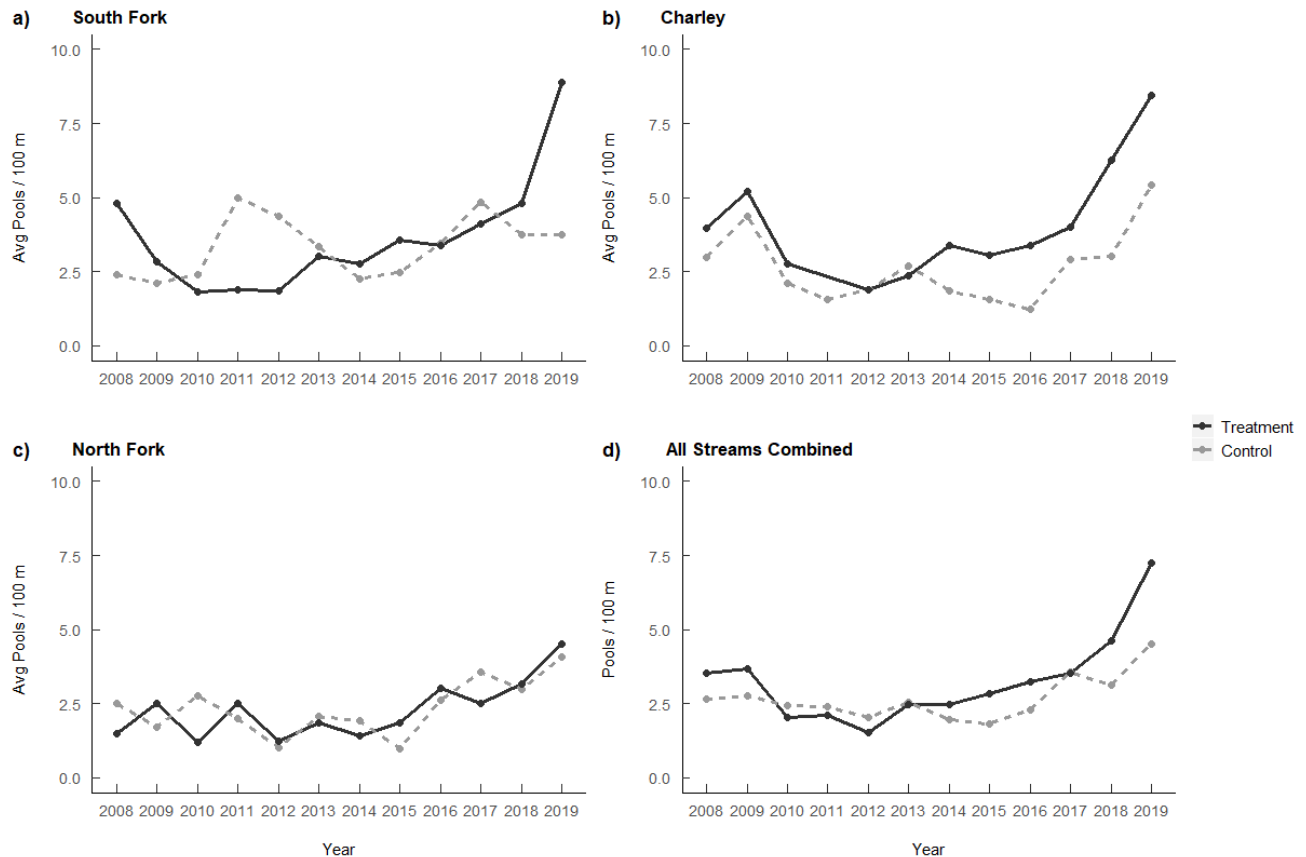 a) South Fork
10.0
7.5
5.0
2.5
0.0
Avg Pools / 100 m
2008 2009 2010 2011 2012 2013 2014 2015 2016 2017 2018 2019
b) Charley
10.0
7.5
5.0
2.5
0.0
Avg Pools / 100 m
2008 2009 2010 2011 2012 2013 2014 2015 2016 2017 2018 2019
c) North Fork
10.0
7.5
5.0
2.5
0.0
Avg Pools / 100 m
2008 2009 2010 2011 2012 2013 2014 2015 2016 2017 2018 2019
Year
d) All Streams Combined
10.0
7.5
5.0
2.5
0.0
Pools / 100 m
2008 2009 2010 2011 2012 2013 2014 2015 2016 2017 2018 2019
Year
Treatment
Control